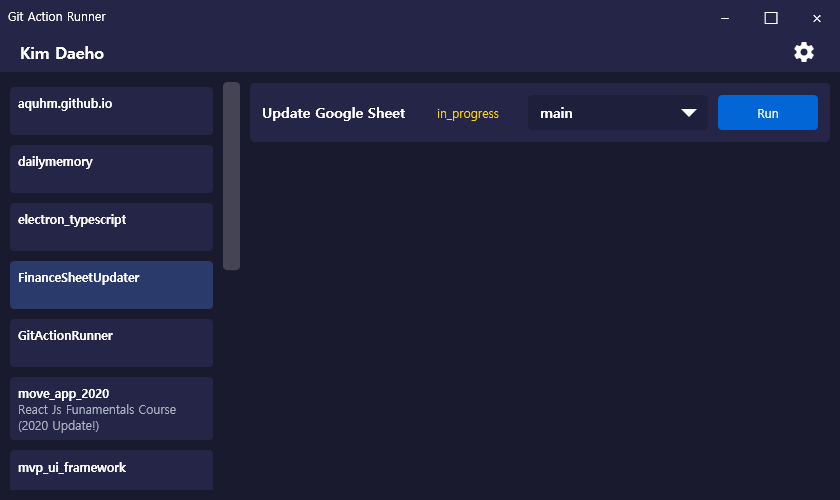 Git Action Runner
Kim Daeho
aquhm.github.io
dailymemory
electron_typescript
FinanceSheetUpdater
GitActionRunner
move_app_2020
React Js Funamentals Course
(2020 Update!)
mvp_ui_framework
Update Google Sheet in_progress main Run